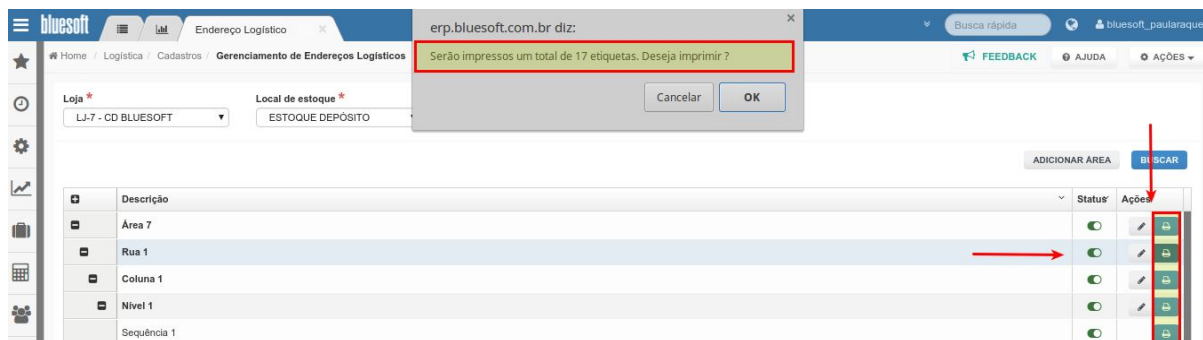 bluesoft
Endereço Logístico
erp.bluesoft.com.br diz:
Serão impressos um total de 17 etiquetas. Deseja imprimir ?
Cancelar
OK
Busca rápida
bluesoft_paularaque
Home / Logística / Cadastros / Gerenciamento de Endereços Logísticos
FEEDBACK
AJUDA
AÇÕES
Loja *
Local de estoque *
LJ-7 - CD BLUESOFT
ESTOQUE DEPÓSITO
ADICIONAR ÁREA
BUSCAR
Descrição
Status
Ações
Área 7
Rua 1
Coluna 1
Nível 1
Sequência 1